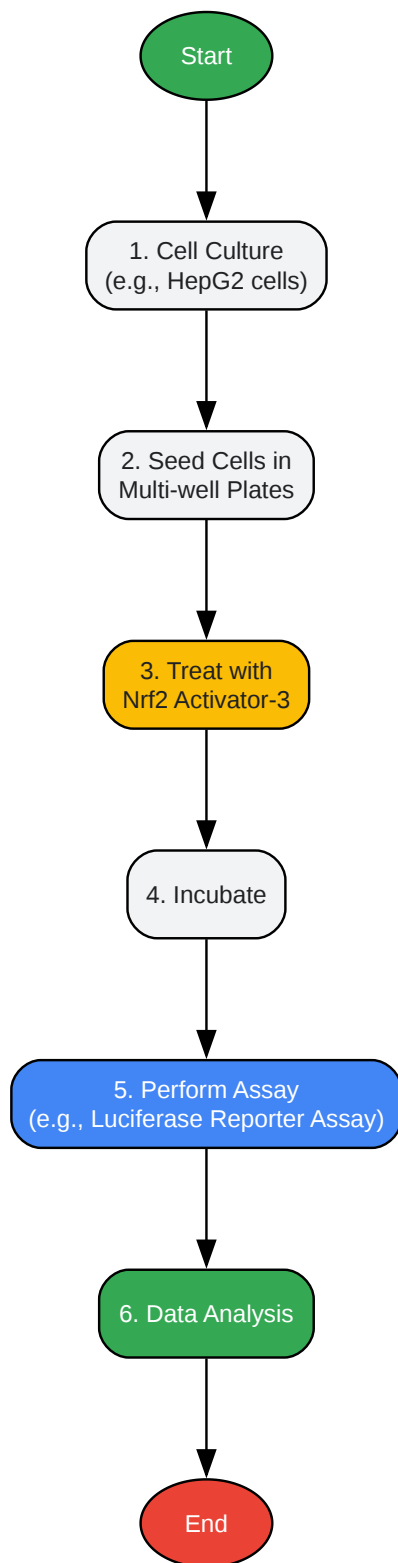 Start
1. Cell Culture
(e.g., HepG2 cells)
2. Seed Cells in
Multi-well Plates
3. Treat with
Nrf2 Activator-3
4. Incubate
5. Perform Assay
(e.g., Luciferase Reporter Assay)
6. Data Analysis
End